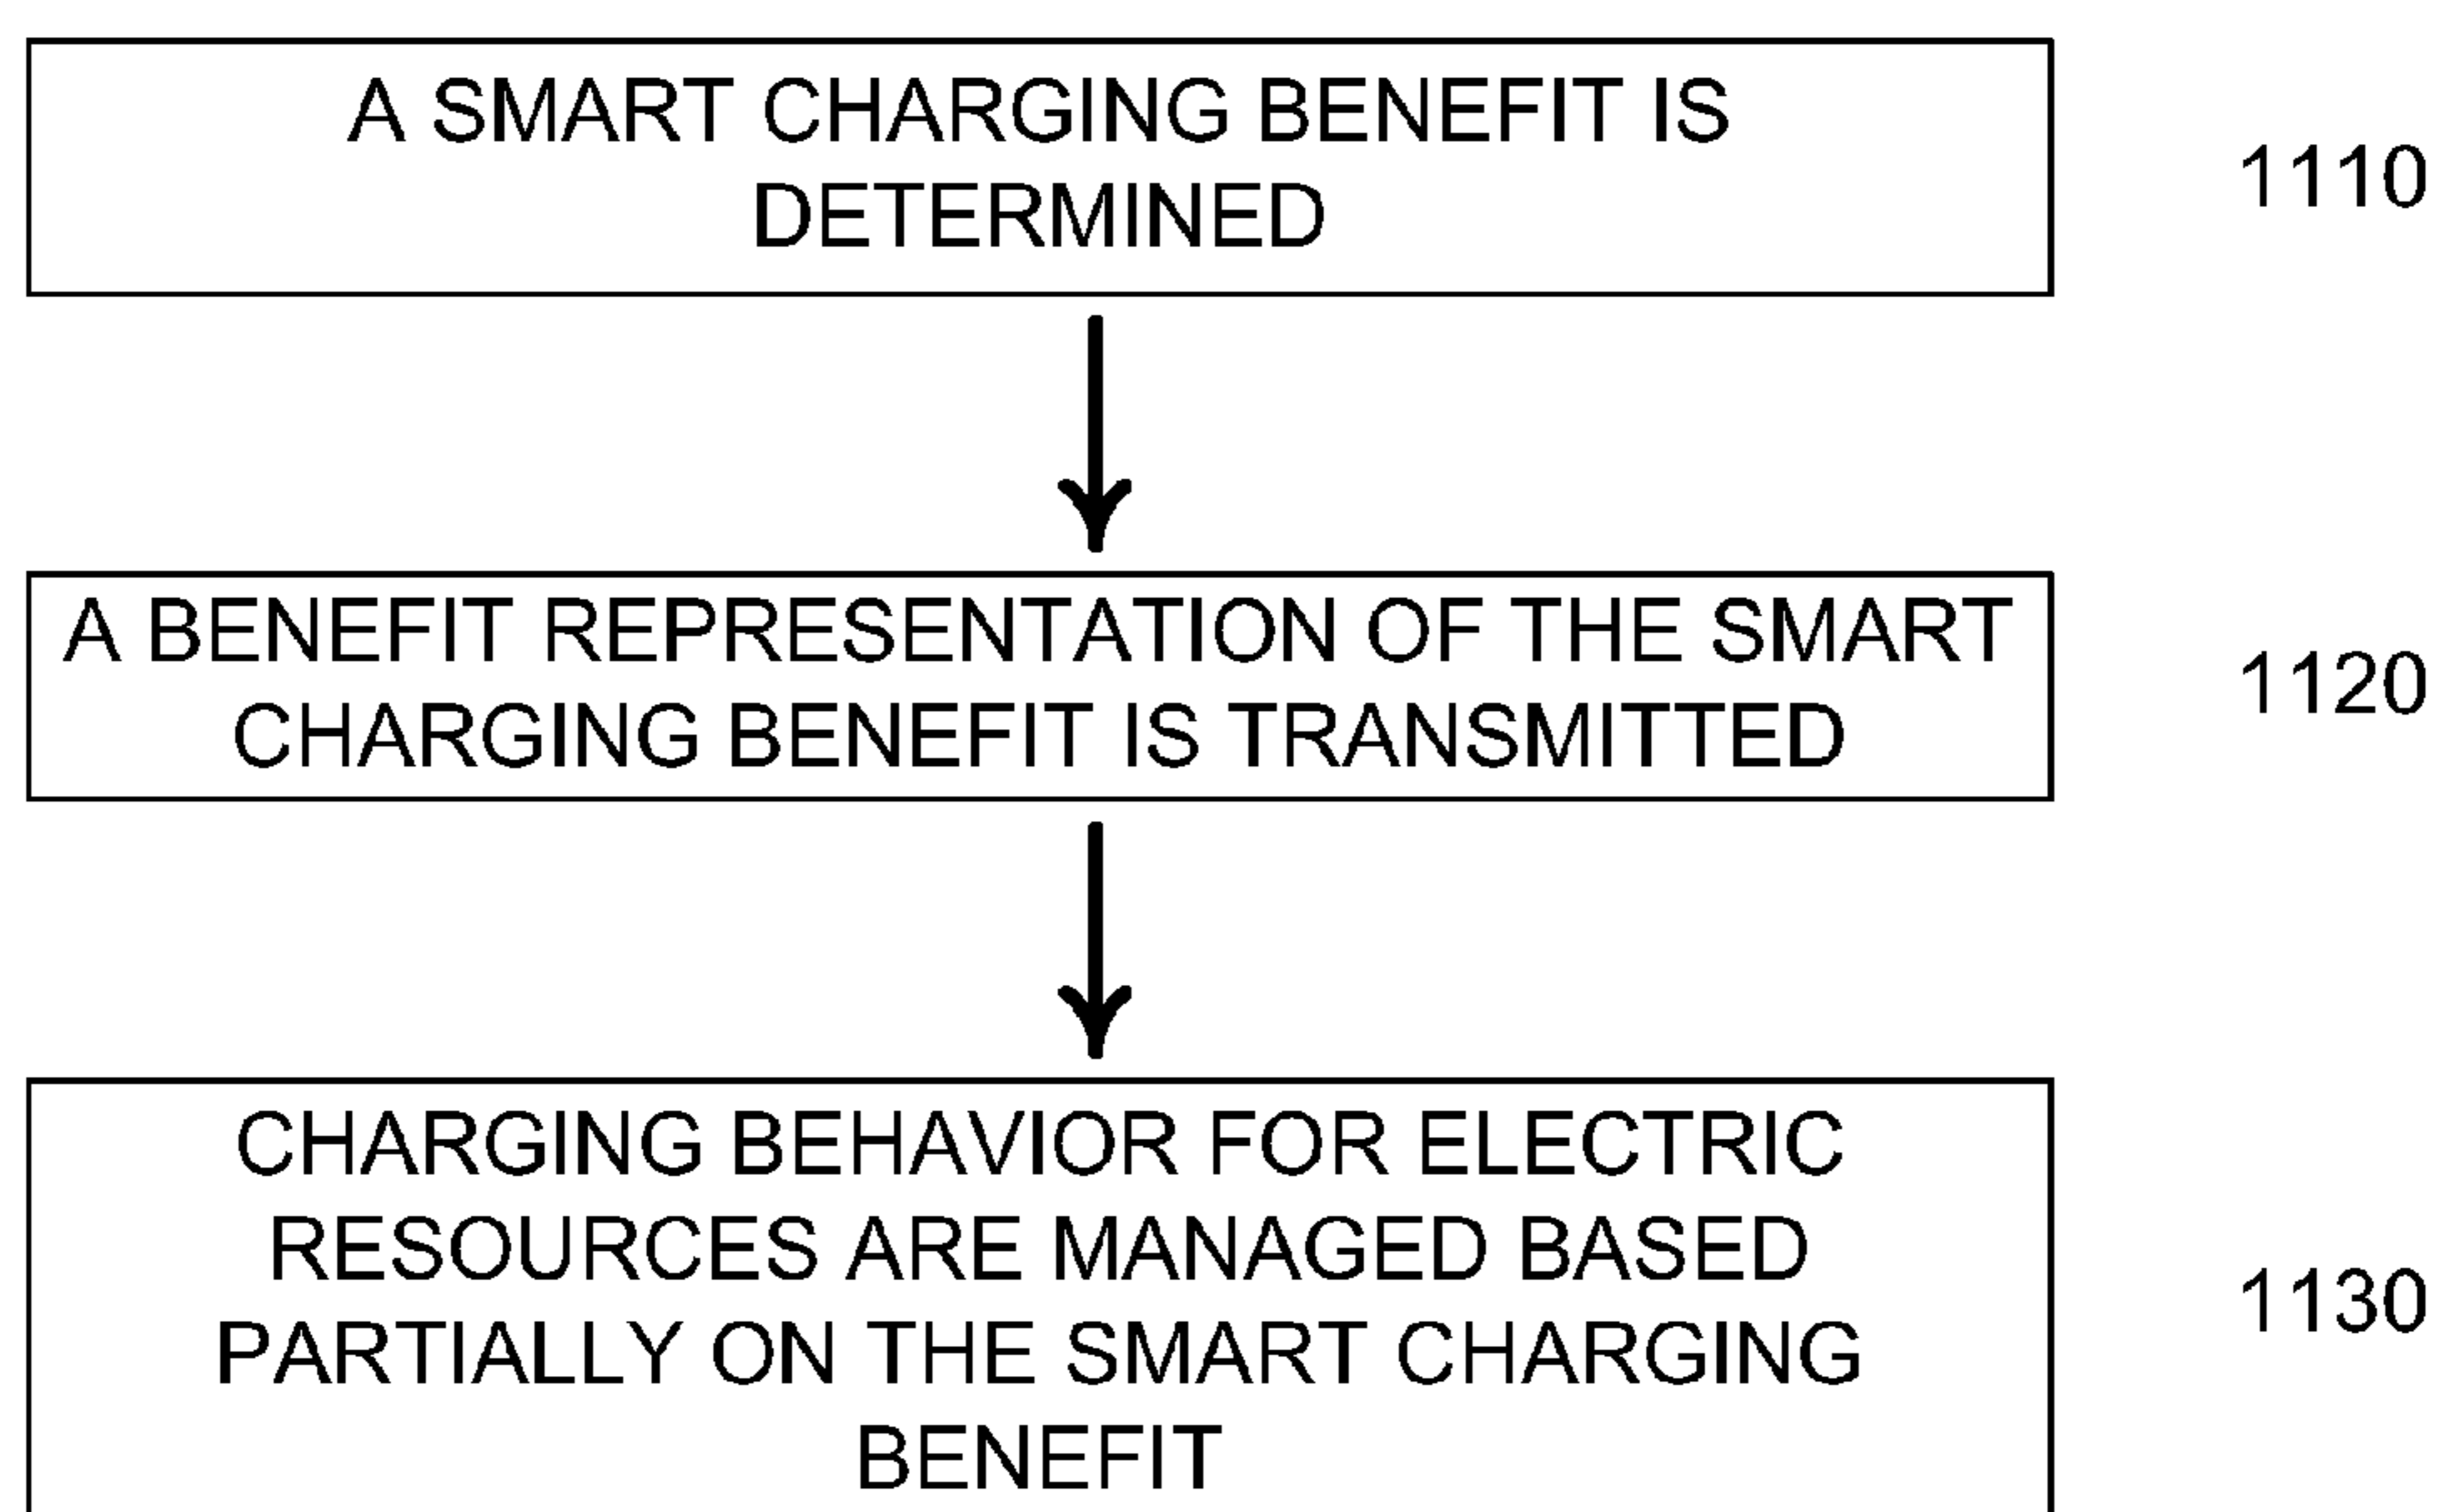 A SMART CHARGING BENEFIT IS
DETERMINED
1110
A BENEFIT REPRESENTATION OF THE SMART
CHARGING BENEFIT IS TRANSMITTED
1120
CHARGING BEHAVIOR FOR ELECTRIC
RESOURCES ARE MANAGED BASED
PARTIALLY ON THE SMART CHARGING
BENEFIT
1130